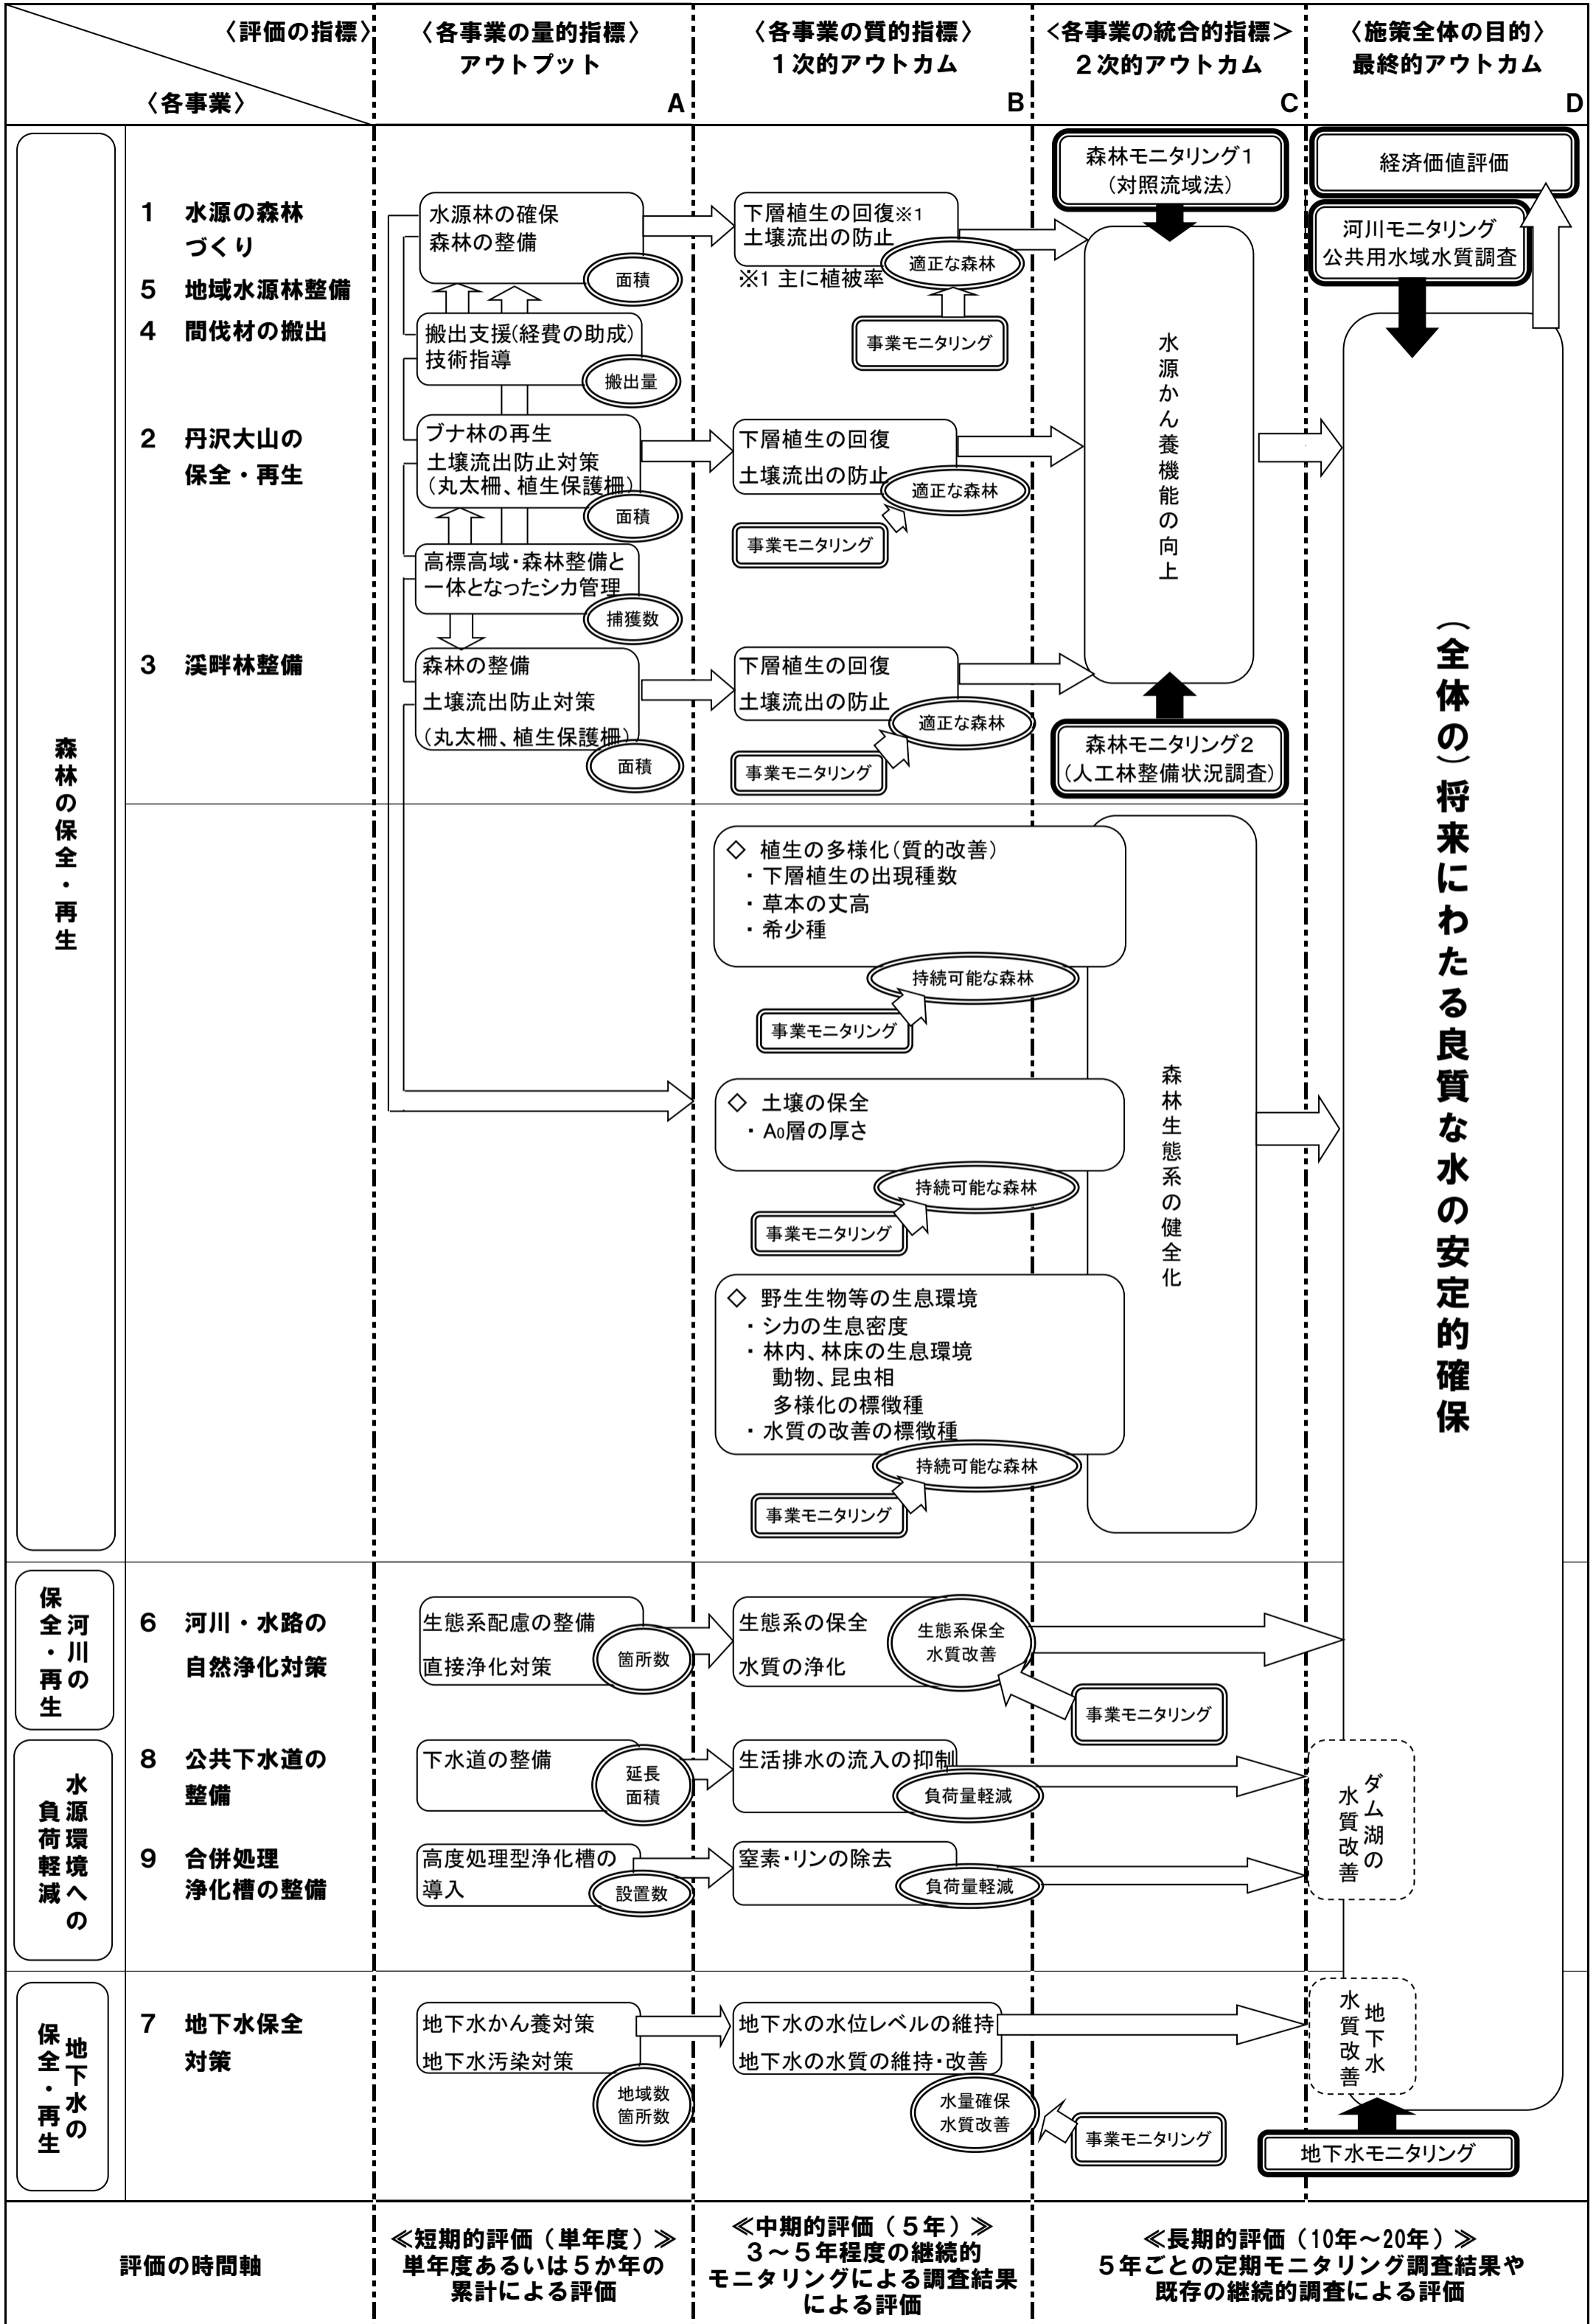 〈評価の指標〉
〈各事業〉
〈各事業の量的指標〉
アウトプット
A
〈各事業の質的指標〉
1次的アウトカム
B
<各事業の統合的指標>
2次的アウトカム
C
〈施策全体の目的〉
最終的アウトカム
D
森林の保全・再生
1 水源の森林
づくり
5 地域水源林整備
4 間伐材の搬出
2 丹沢大山の
保全・再生
3 渓畔林整備
水源林の確保
森林の整備
面積
搬出支援(経費の助成)
技術指導
搬出量
ブナ林の再生
土壌流出防止対策
(丸太柵、植生保護柵)
面積
高標高域・森林整備と
一体となったシカ管理
捕獲数
森林の整備
土壌流出防止対策
(丸太柵、植生保護柵)
面積
下層植生の回復※1
土壌流出の防止
適正な森林
※1 主に植被率
事業モニタリング
下層植生の回復
土壌流出の防止
適正な森林
事業モニタリング
下層植生の回復
土壌流出の防止
適正な森林
事業モニタリング
森林モニタリング1
(対照流域法)
水源かん養機能の向上
森林モニタリング2
(人工林整備状況調査)
経済価値評価
河川モニタリング
公共用水域水質調査
(全体の)将来にわたる良質な水の安定的確保
◇ 植生の多様化(質的改善)
・下層植生の出現種数
・草本の丈高
・希少種
持続可能な森林
事業モニタリング
◇ 土壌の保全
・A0層の厚さ
持続可能な森林
事業モニタリング
◇ 野生生物等の生息環境
・シカの生息密度
・林内、林床の生息環境
動物、昆虫相
多様化の標徴種
・水質の改善の標徴種
持続可能な森林
事業モニタリング
森林生態系の健全化
河川の
保全・再生
6 河川・水路の
自然浄化対策
生態系配慮の整備
直接浄化対策
箇所数
生態系の保全
水質の浄化
生態系保全
水質改善
事業モニタリング
水源環境への
負荷軽減
8 公共下水道の
整備
下水道の整備
延長
面積
生活排水の流入の抑制
負荷量軽減
9 合併処理
浄化槽の整備
高度処理型浄化槽の
導入
設置数
窒素・リンの除去
負荷量軽減
ダム湖の
水質改善
地下水の
保全・再生
7 地下水保全
対策
地下水かん養対策
地下水汚染対策
地域数
箇所数
地下水の水位レベルの維持
地下水の水質の維持・改善
水量確保
水質改善
事業モニタリング
地下水
水質改善
地下水モニタリング
評価の時間軸
≪短期的評価(単年度)≫
単年度あるいは5か年の
累計による評価
≪中期的評価(5年)≫
3～5年程度の継続的
モニタリングによる調査結果
による評価
≪長期的評価(10年～20年)≫
5年ごとの定期モニタリング調査結果や
既存の継続的調査による評価